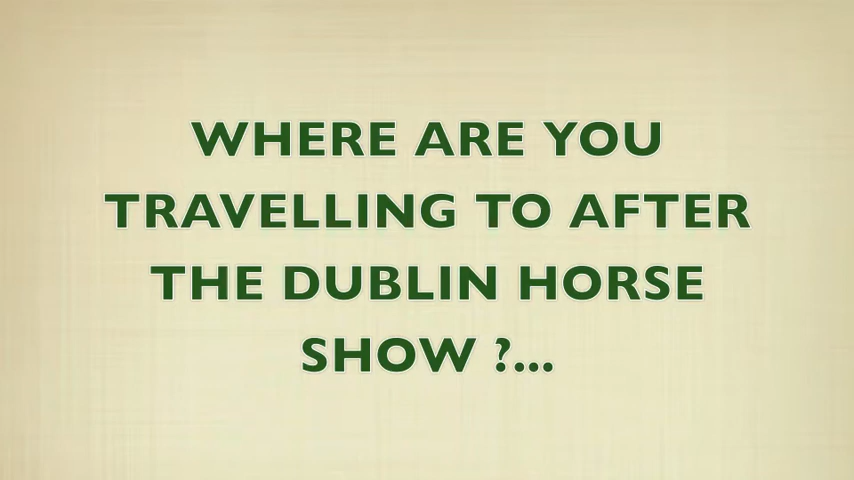 WHERE ARE YOU
TRAVELLING TO AFTER
THE DUBLIN HORSE
SHOW ?...